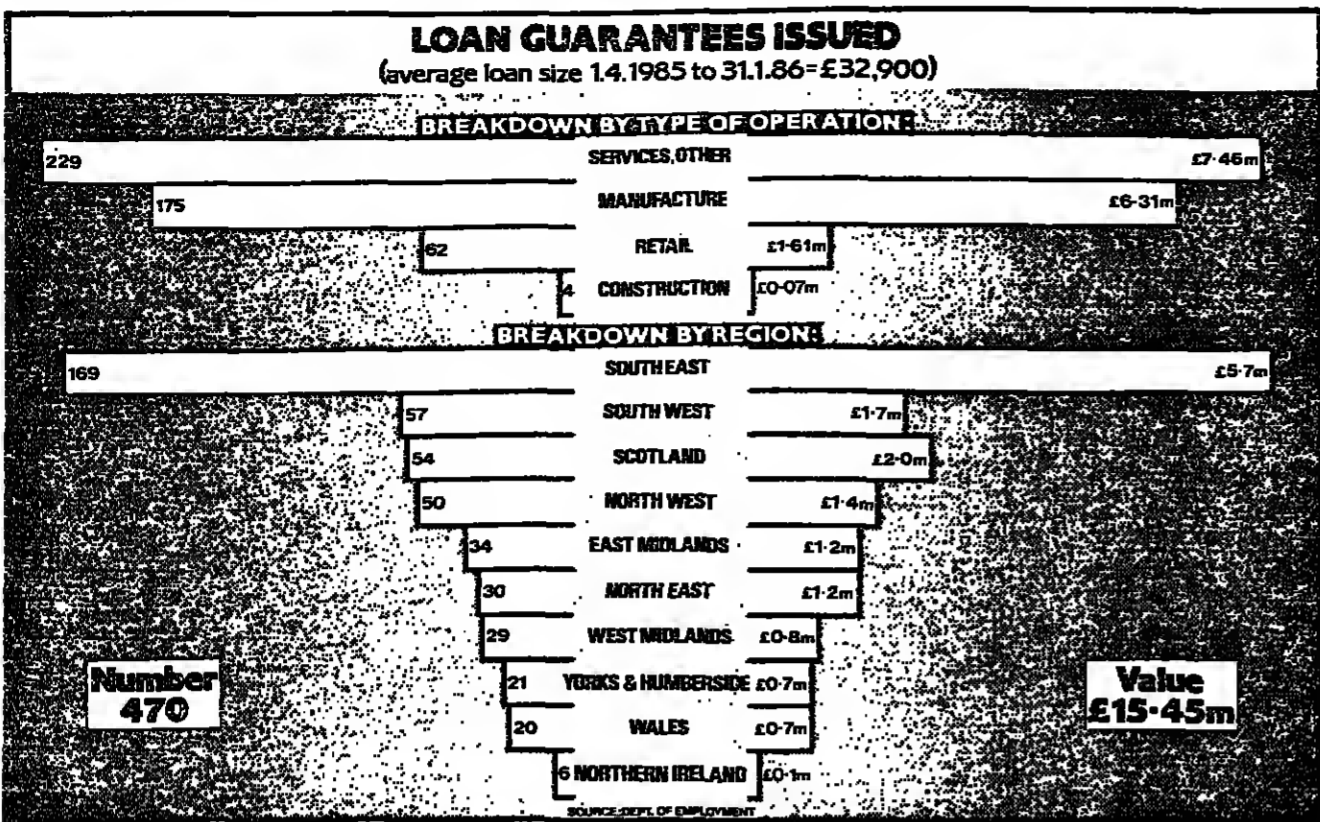 LOAN GUARANTEES ISSUED
(average loan size 1.4.1985 to 31.1.86=£32,900)
BREAKDOWN BY TYPE OF OPERATION:
229 SERVICES, OTHER £7·46m
175 MANUFACTURE £6·31m
62 RETAIL £1·61m
4 CONSTRUCTION £0·07m
BREAKDOWN BY REGION:
169 SOUTH EAST £5·7m
57 SOUTH WEST £1·7m
54 SCOTLAND £2·0m
50 NORTH WEST £1·4m
34 EAST MIDLANDS £1·2m
30 NORTH EAST £1·2m
29 WEST MIDLANDS £0·8m
21 YORKS & HUMBERSIDE £0·7m
20 WALES £0·7m
6 NORTHERN IRELAND £0·1m
Number
470
Value
£15·45m
SOURCE: DEPT. OF EMPLOYMENT